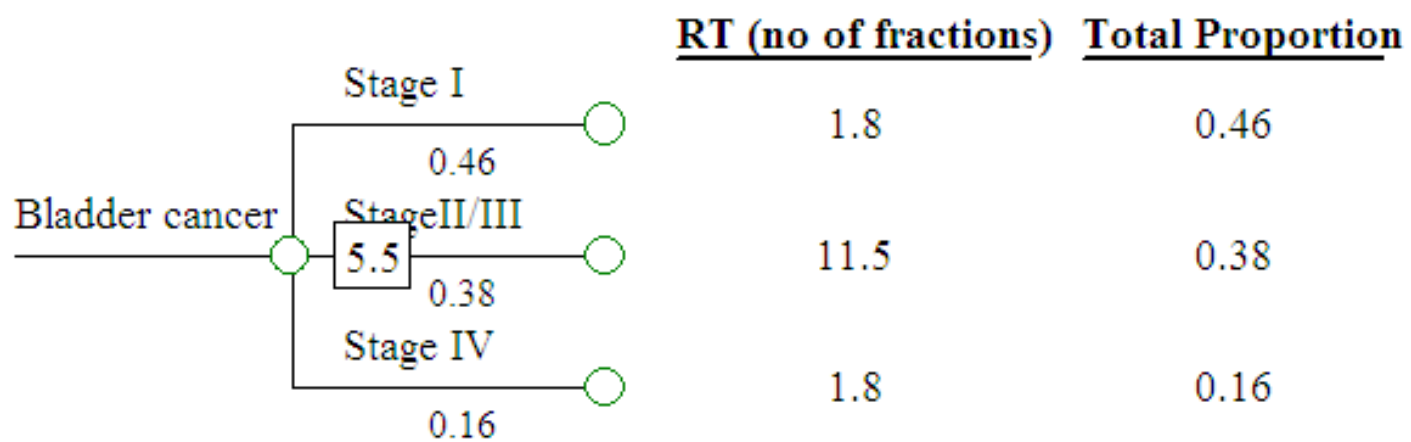 RT (no of fractions) Total Proportion
Stage I
1.8 0.46
0.46
Bladder cancer StageII/III
5.5 11.5 0.38
0.38
Stage IV
1.8 0.16
0.16